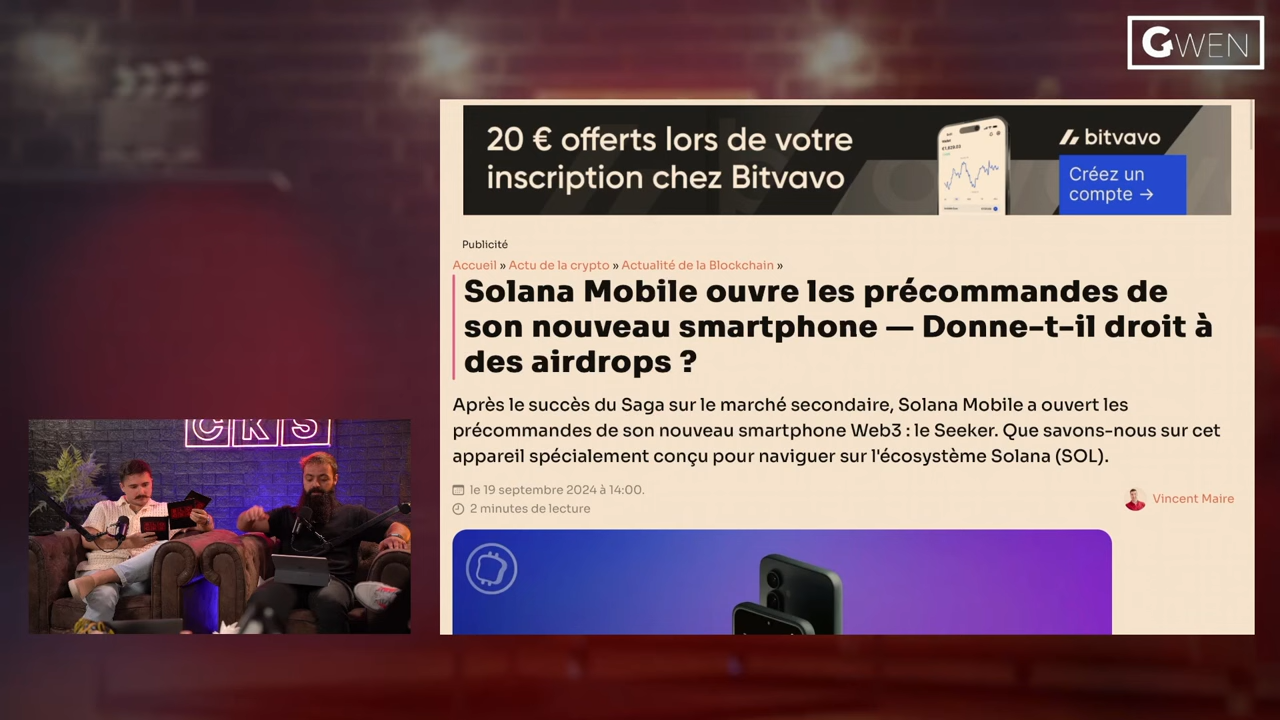 GWEN
20 € offerts lors de votre
inscription chez Bitvavo
bitvavo
Créez un
compte →
Publicité
Accueil » Actu de la crypto » Actualité de la Blockchain »
Solana Mobile ouvre les précommandes de
son nouveau smartphone — Donne-t-il droit à
des airdrops ?
Après le succès du Saga sur le marché secondaire, Solana Mobile a ouvert les
précommandes de son nouveau smartphone Web3 : le Seeker. Que savons-nous sur cet
appareil spécialement conçu pour naviguer sur l'écosystème Solana (SOL).
le 19 septembre 2024 à 14:00.
2 minutes de lecture
Vincent Maire